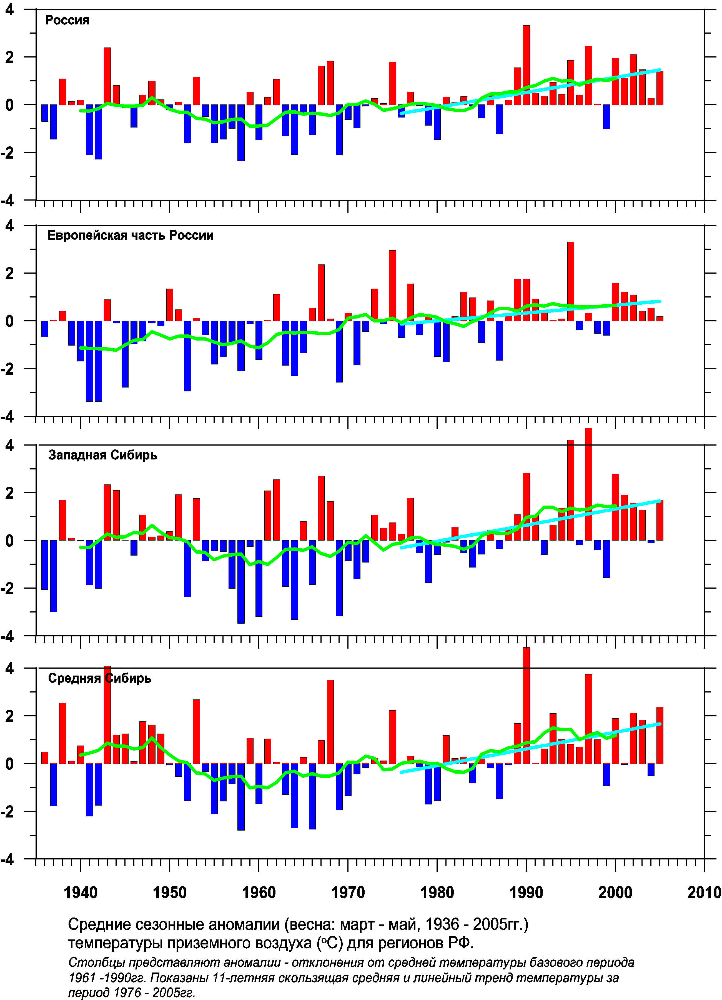 4
Россия
2
0
-2
-4
4
Европейская часть России
2
0
-2
-4
4
Западная Сибирь
2
0
-2
-4
4
Средняя Сибирь
2
0
-2
-4
1940 1950 1960 1970 1980 1990 2000 2010
Средние сезонные аномалии (весна: март - май, 1936 - 2005гг.)
температуры приземного воздуха (°С) для регионов РФ.
Столбцы представляют аномалии - отклонения от средней температуры базового периода
1961 -1990гг. Показаны 11-летняя скользящая средняя и линейный тренд температуры за
период 1976 - 2005гг.